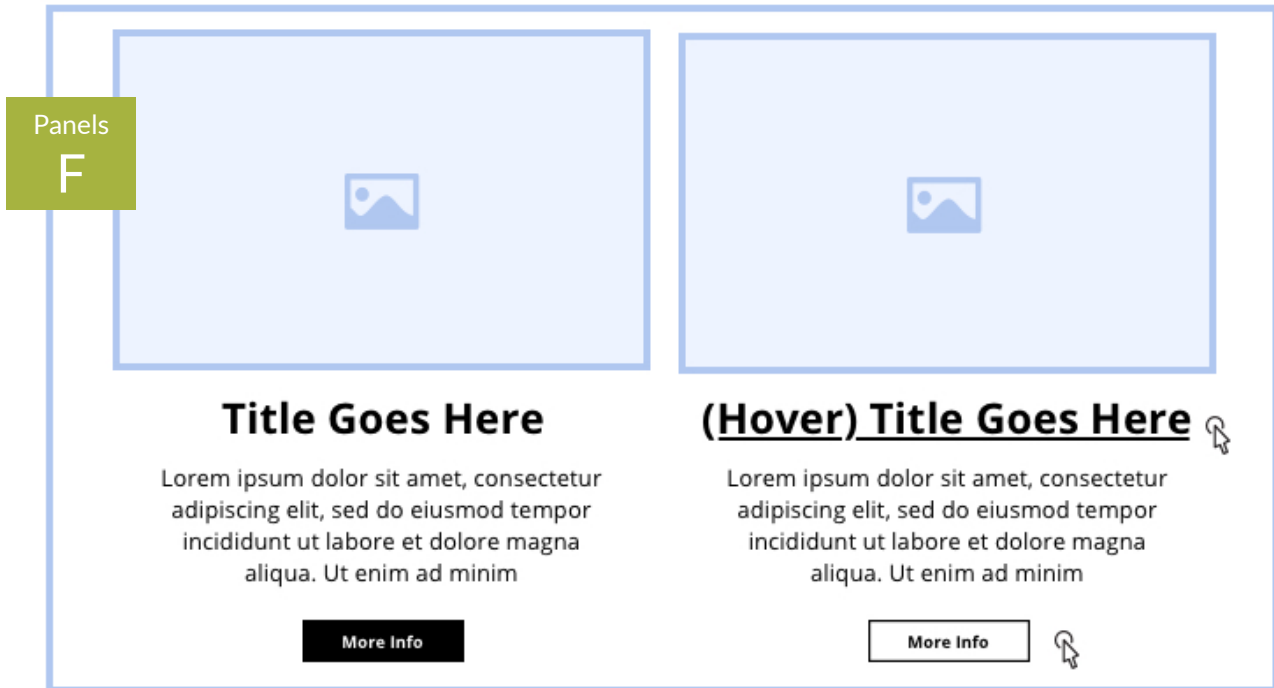 Panels
F
Title Goes Here
Lorem ipsum dolor sit amet, consectetur
adipiscing elit, sed do eiusmod tempor
incididunt ut labore et dolore magna
aliqua. Ut enim ad minim
More Info
(Hover) Title Goes Here
Lorem ipsum dolor sit amet, consectetur
adipiscing elit, sed do eiusmod tempor
incididunt ut labore et dolore magna
aliqua. Ut enim ad minim
More Info